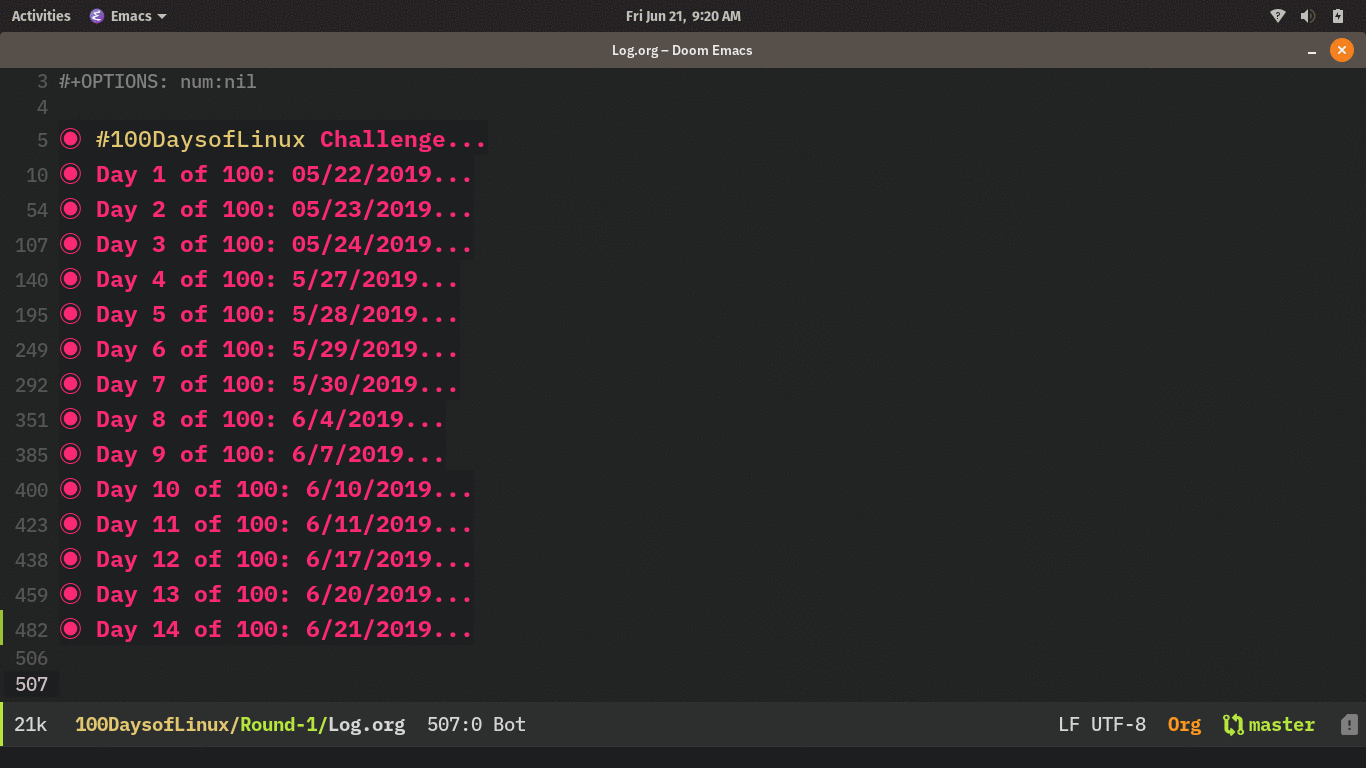 Activities Emacs Fri Jun 21, 9:20 AM
Log.org – Doom Emacs
3 #+OPTIONS: num:nil
4
5 #100DaysofLinux Challenge...
10 Day 1 of 100: 05/22/2019...
54 Day 2 of 100: 05/23/2019...
107 Day 3 of 100: 05/24/2019...
140 Day 4 of 100: 5/27/2019...
195 Day 5 of 100: 5/28/2019...
249 Day 6 of 100: 5/29/2019...
292 Day 7 of 100: 5/30/2019...
351 Day 8 of 100: 6/4/2019...
385 Day 9 of 100: 6/7/2019...
400 Day 10 of 100: 6/10/2019...
423 Day 11 of 100: 6/11/2019...
438 Day 12 of 100: 6/17/2019...
459 Day 13 of 100: 6/20/2019...
482 Day 14 of 100: 6/21/2019...
506
507
21k 100DaysofLinux/Round-1/Log.org 507:0 Bot LF UTF-8 Org master